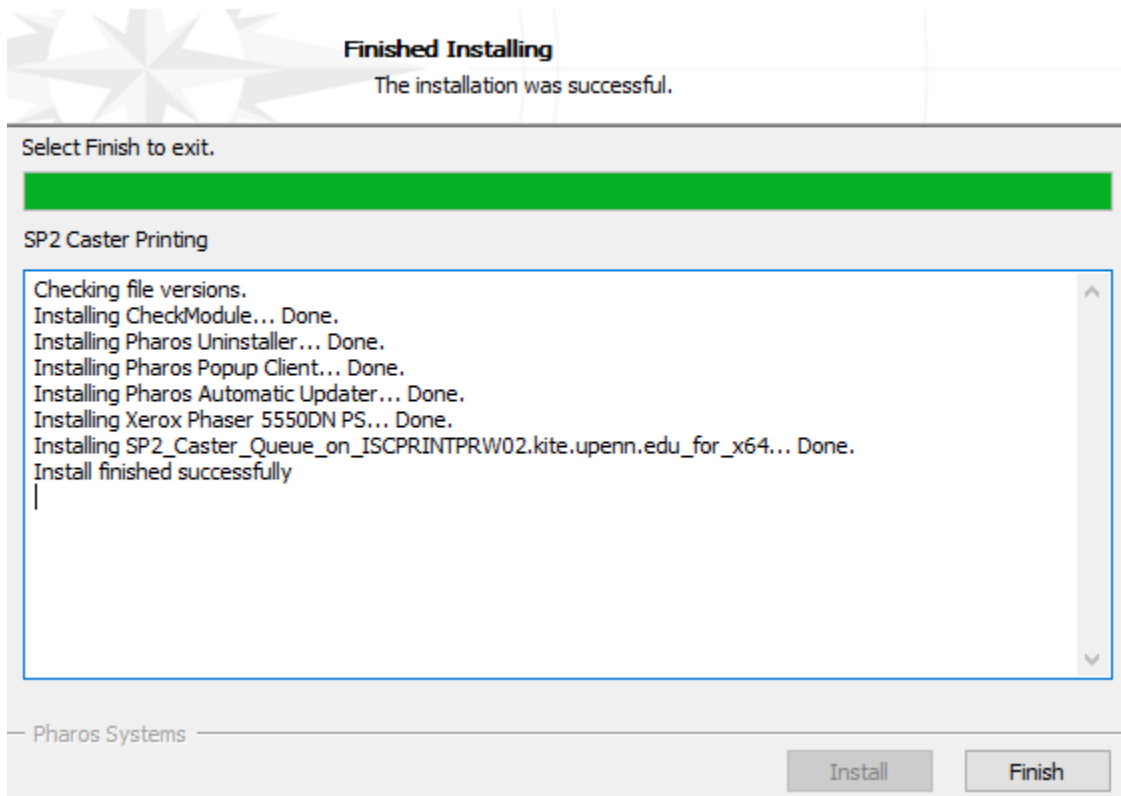 Finished Installing
The installation was successful.
Select Finish to exit.
SP2 Caster Printing
Checking file versions.
Installing CheckModule... Done.
Installing Pharos Uninstaller... Done.
Installing Pharos Popup Client... Done.
Installing Pharos Automatic Updater... Done.
Installing Xerox Phaser 5550DN PS... Done.
Installing SP2_Caster_Queue_on_ISCPRINTPRW02.kite.upenn.edu_for_x64... Done.
Install finished successfully
Pharos Systems
Install Finish